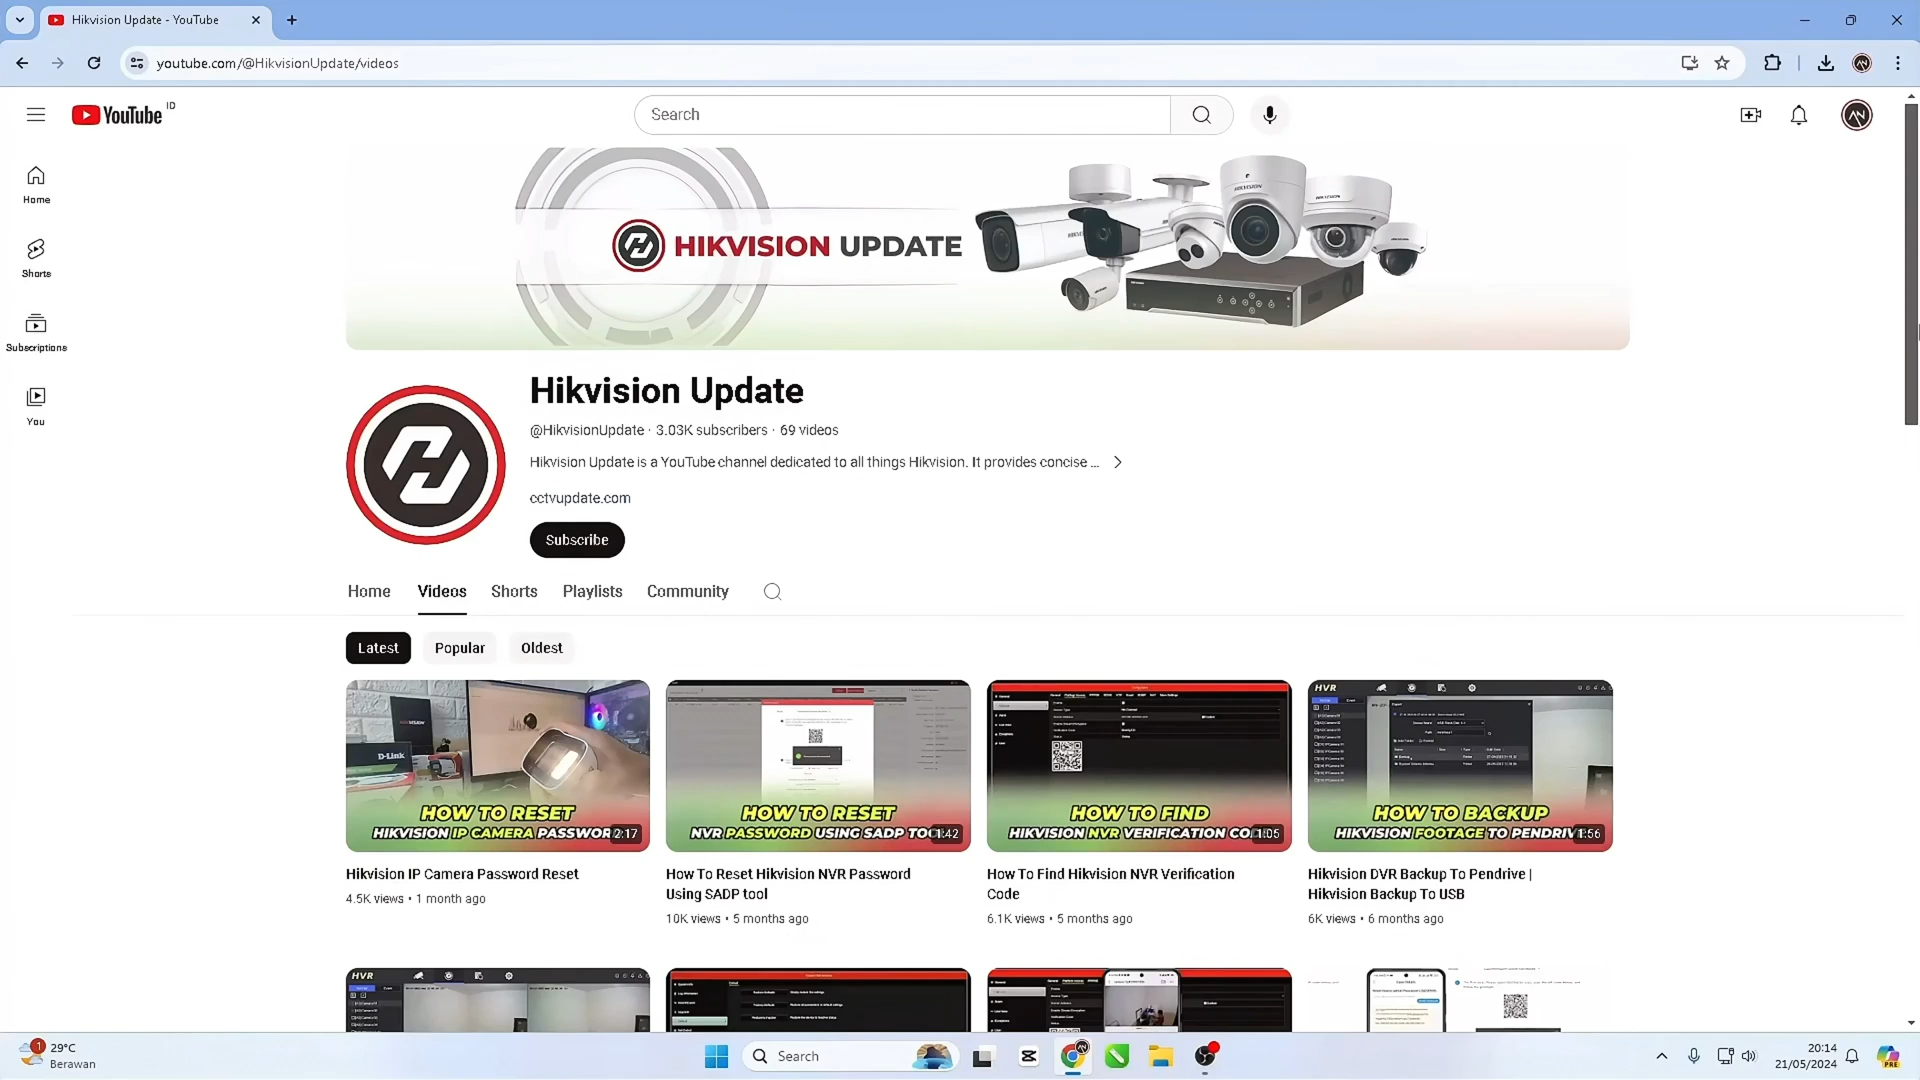 Hikvision Update - YouTube
youtube.com/@HikvisionUpdate/videos
YouTube ID
Search
Home
Shorts
Subscriptions
You
HIKVISION UPDATE
Hikvision Update
@HikvisionUpdate · 3.03K subscribers · 69 videos
Hikvision Update is a YouTube channel dedicated to all things Hikvision. It provides concise ...
cctvupdate.com
Subscribe
Home Videos Shorts Playlists Community
Latest Popular Oldest
D-Link
HOW TO RESET
HIKVISION IP CAMERA PASSWOR
2:17
HOW TO RESET
NVR PASSWORD USING SADP TOO
1:42
HOW TO FIND
HIKVISION NVR VERIFICATION CO
1:05
HVR
HOW TO BACKUP
HIKVISION FOOTAGE TO PENDRIV
1:56
Hikvision IP Camera Password Reset
4.5K views • 1 month ago
How To Reset Hikvision NVR Password
Using SADP tool
10K views • 5 months ago
How To Find Hikvision NVR Verification
Code
6.1K views • 5 months ago
Hikvision DVR Backup To Pendrive |
Hikvision Backup To USB
6K views • 6 months ago
HVR
1
29°C
Berawan
Search
20:14
21/05/2024
PRE